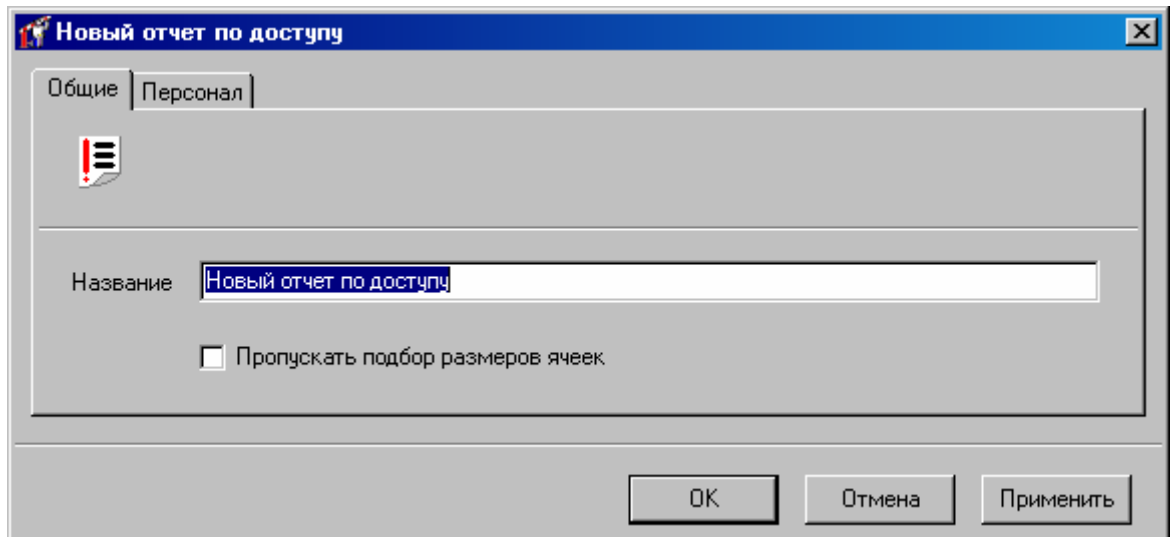 Новый отчет по доступу
Общие Персонал
Название Новый отчет по доступу
Пропускать подбор размеров ячеек
OK Отмена Применить